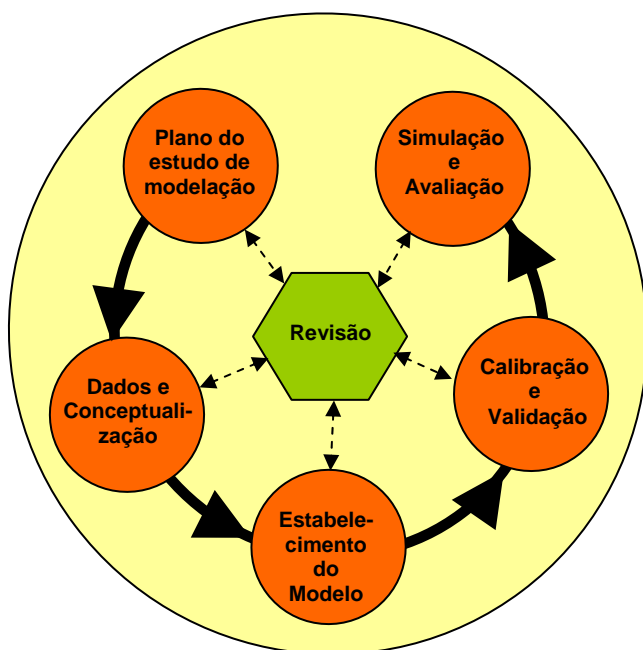 Plano do
estudo de
modelação
Simulação
e
Avaliação
Revisão
Dados e
Conceptuali-
zação
Calibração
e
Validação
Estabele-
cimento
do
Modelo